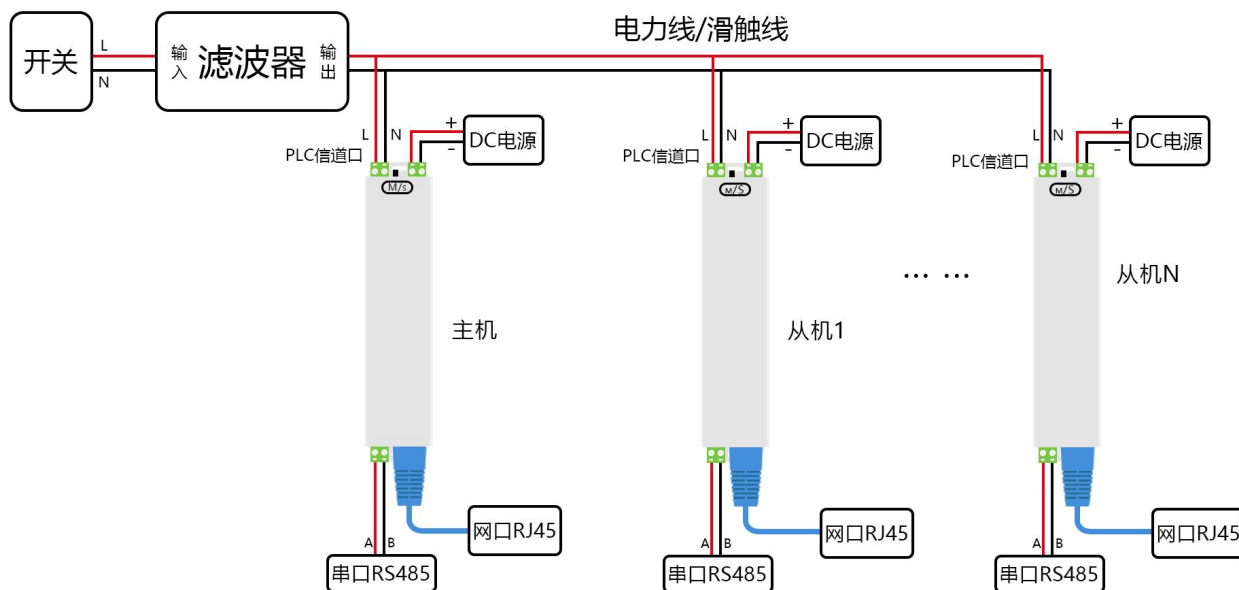 电力线/滑触线
开关
L
N
输入
滤波器
输出
L
N
+
-
DC电源
PLC信道口
M/S
主机
A
B
网口RJ45
串口RS485
L
N
+
-
DC电源
PLC信道口
M/S
从机1
A
B
网口RJ45
串口RS485
... ...
L
N
+
-
DC电源
PLC信道口
M/S
从机N
A
B
网口RJ45
串口RS485